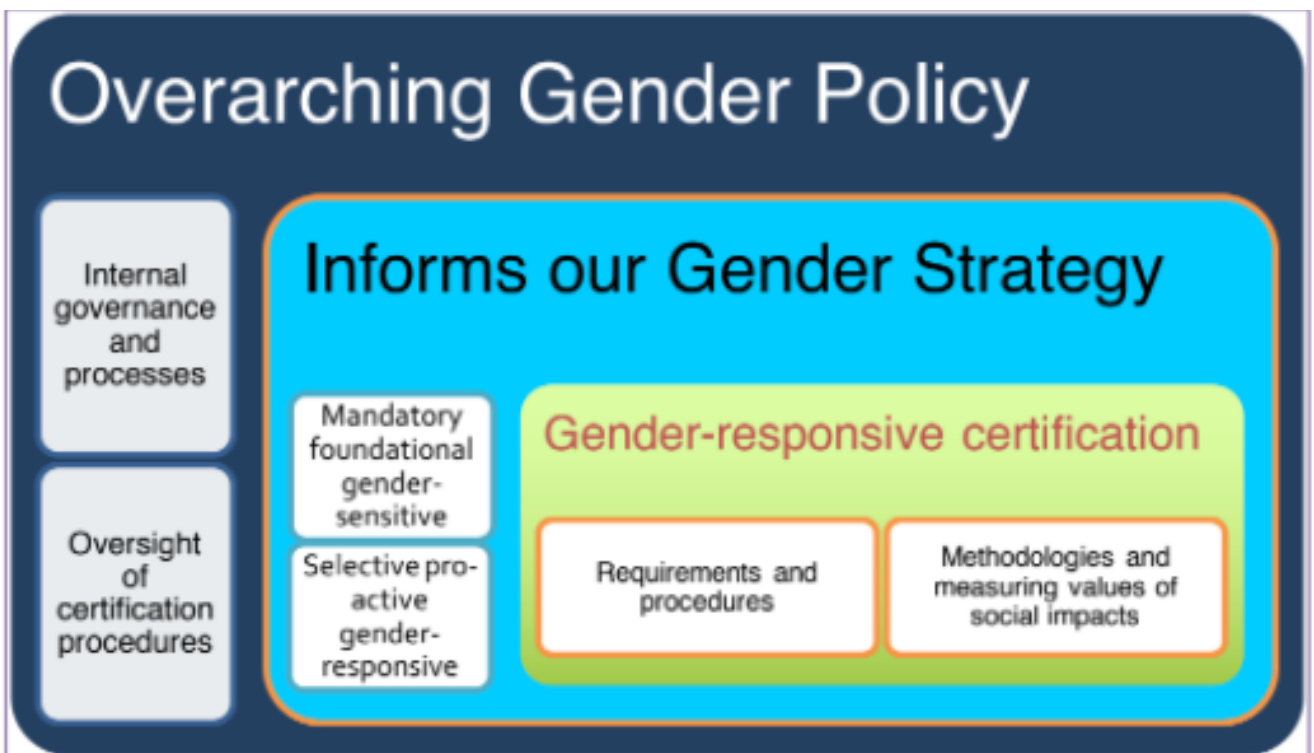 Overarching Gender Policy
Internal
governance
and
processes
Oversight
of
certification
procedures
Informs our Gender Strategy
Mandatory
foundational
gender-
sensitive
Selective pro-
active
gender-
responsive
Gender-responsive certification
Requirements and
procedures
Methodologies and
measuring values of
social impacts